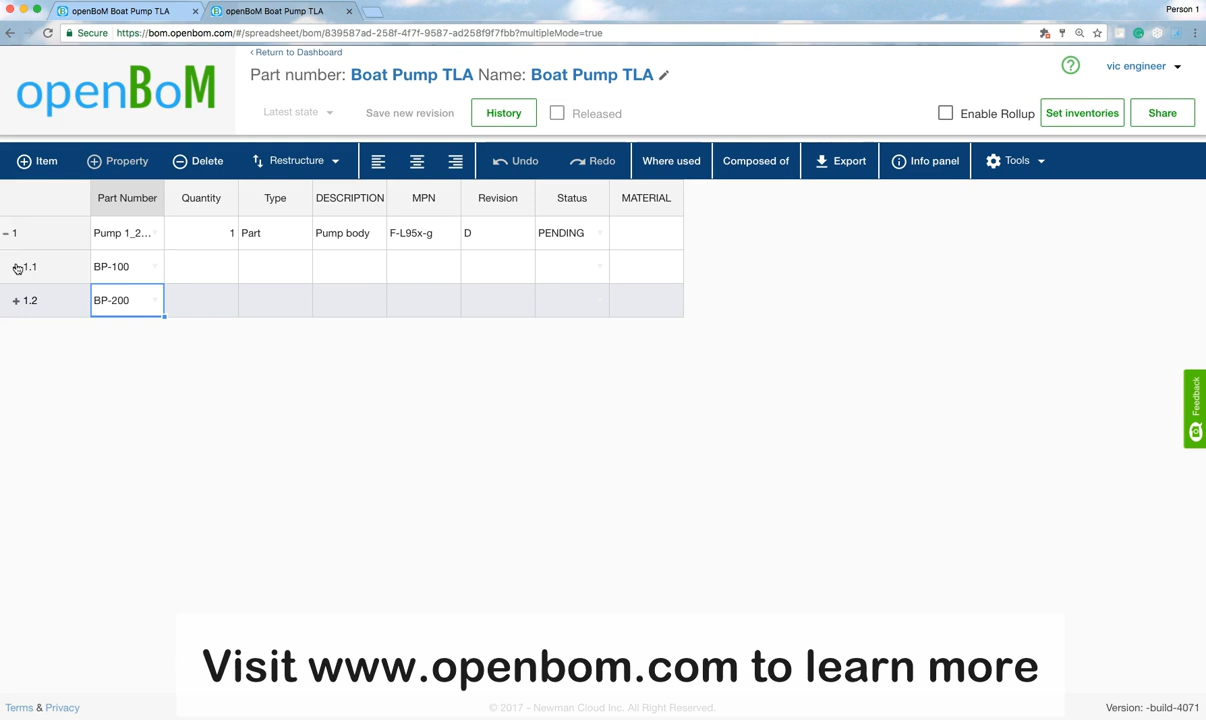 openBoM Boat Pump TLA
openBoM Boat Pump TLA
Person 1
Secure
https://bom.openbom.com/#/spreadsheet/bom/839587ad-258f-4f7f-9587-ad258f9f7fbb?multipleMode=true
openBoM
‹ Return to Dashboard
Part number: Boat Pump TLA Name: Boat Pump TLA
vic engineer
Latest state
Save new revision
History
Released
Enable Rollup
Set inventories
Share
Item
Property
Delete
Restructure
Undo
Redo
Where used
Composed of
Export
Info panel
Tools
Part Number Quantity Type DESCRIPTION MPN Revision Status MATERIAL
− 1 Pump 1_2... 1 Part Pump body F-L95x-g D PENDING
1.1 BP-100
+ 1.2 BP-200
Feedback
Visit www.openbom.com to learn more
Terms & Privacy
© 2017 - Newman Cloud Inc. All Right Reserved.
Version: -build-4071